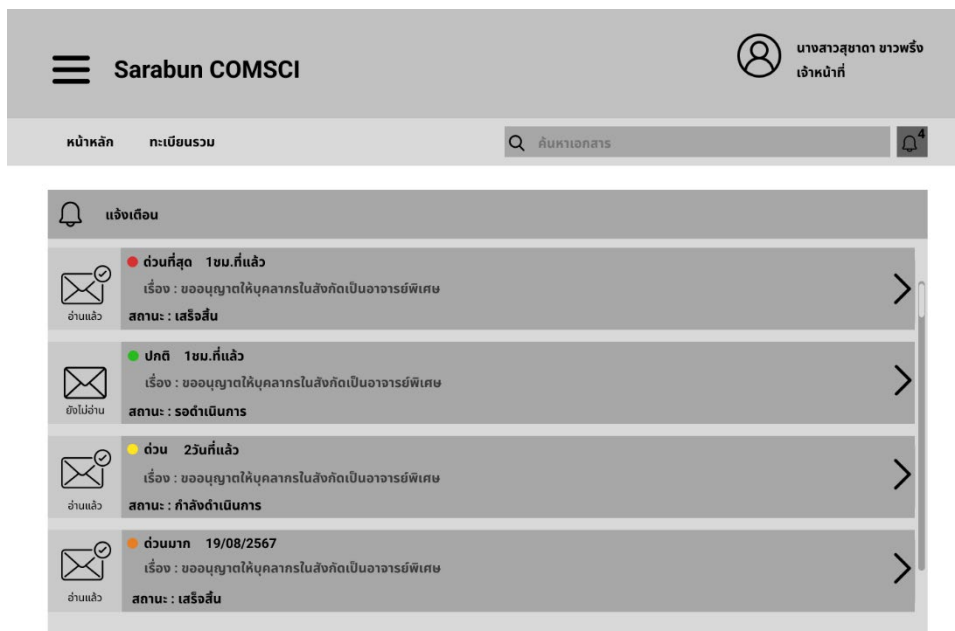 Sarabun COMSCI
นางสาวสุชาดา ขาวพริ้ง
เจ้าหน้าที่
หน้าหลัก ทะเบียนรวม
ค้นหาเอกสาร
4
แจ้งเตือน
ด่วนที่สุด 1ชม.ที่แล้ว
เรื่อง : ขออนุญาตให้บุคลากรในสังกัดเป็นอาจารย์พิเศษ
อ่านแล้ว
สถานะ : เสร็จสิ้น
ปกติ 1ชม.ที่แล้ว
เรื่อง : ขออนุญาตให้บุคลากรในสังกัดเป็นอาจารย์พิเศษ
ยังไม่อ่าน
สถานะ : รอดำเนินการ
ด่วน 2วันที่แล้ว
เรื่อง : ขออนุญาตให้บุคลากรในสังกัดเป็นอาจารย์พิเศษ
อ่านแล้ว
สถานะ : กำลังดำเนินการ
ด่วนมาก 19/08/2567
เรื่อง : ขออนุญาตให้บุคลากรในสังกัดเป็นอาจารย์พิเศษ
อ่านแล้ว
สถานะ : เสร็จสิ้น